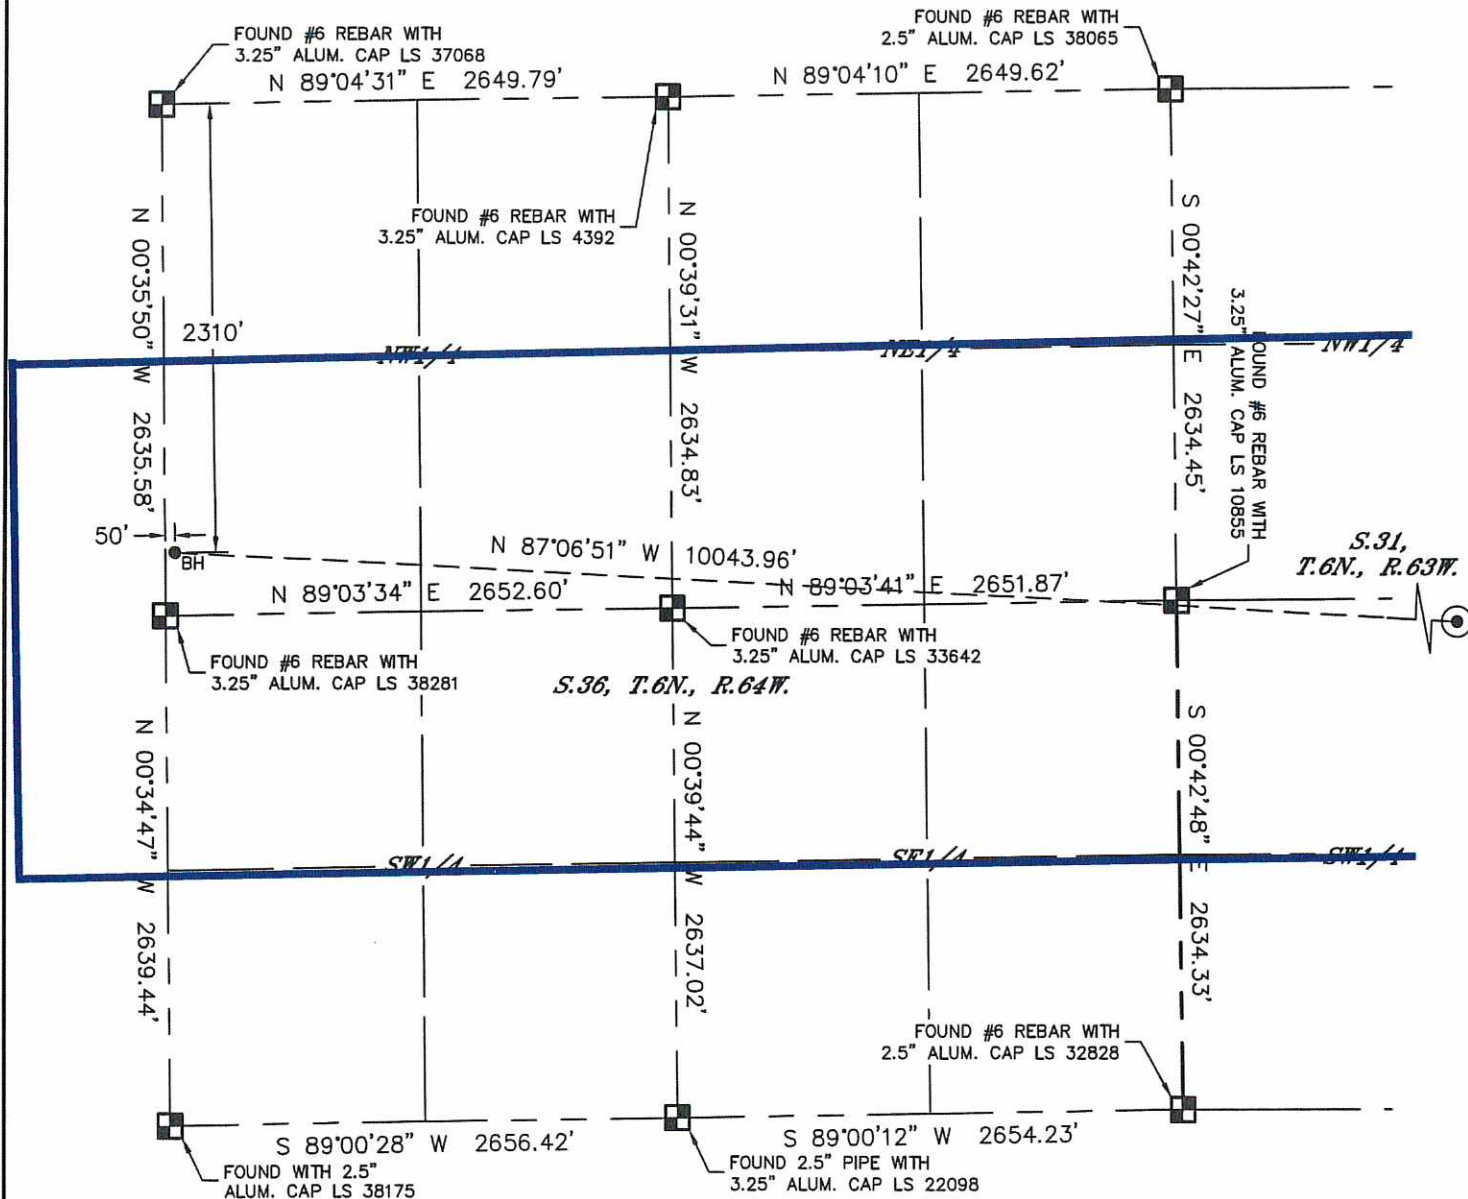 FOUND #6 REBAR WITH
3.25" ALUM. CAP LS 37068
FOUND #6 REBAR WITH
2.5" ALUM. CAP LS 38065
N 89°04'31" E 2649.79'
N 89°04'10" E 2649.62'
FOUND #6 REBAR WITH
3.25" ALUM. CAP LS 4392
N 00°35'50" W 2635.58'
2310'
N 00°39'31" W 2634.83'
S 00°42'27" E 2634.45'
FOUND #6 REBAR WITH
3.25" ALUM. CAP LS 10855
NW1/4
NE1/4
NW1/4
50'
BH
N 87°06'51" W 10043.96'
S.31,
T.6N., R.63W.
N 89°03'34" E 2652.60'
N 89°03'41" E 2651.87'
FOUND #6 REBAR WITH
3.25" ALUM. CAP LS 38281
FOUND #6 REBAR WITH
3.25" ALUM. CAP LS 33642
S.36, T.6N., R.64W.
N 00°34'47" W 2639.44'
N 00°39'44" W 2637.02'
S 00°42'48" E 2634.33'
SW1/4
SE1/4
SW1/4
FOUND #6 REBAR WITH
2.5" ALUM. CAP LS 32828
S 89°00'28" W 2656.42'
S 89°00'12" W 2654.23'
FOUND WITH 2.5"
ALUM. CAP LS 38175
FOUND 2.5" PIPE WITH
3.25" ALUM. CAP LS 22098